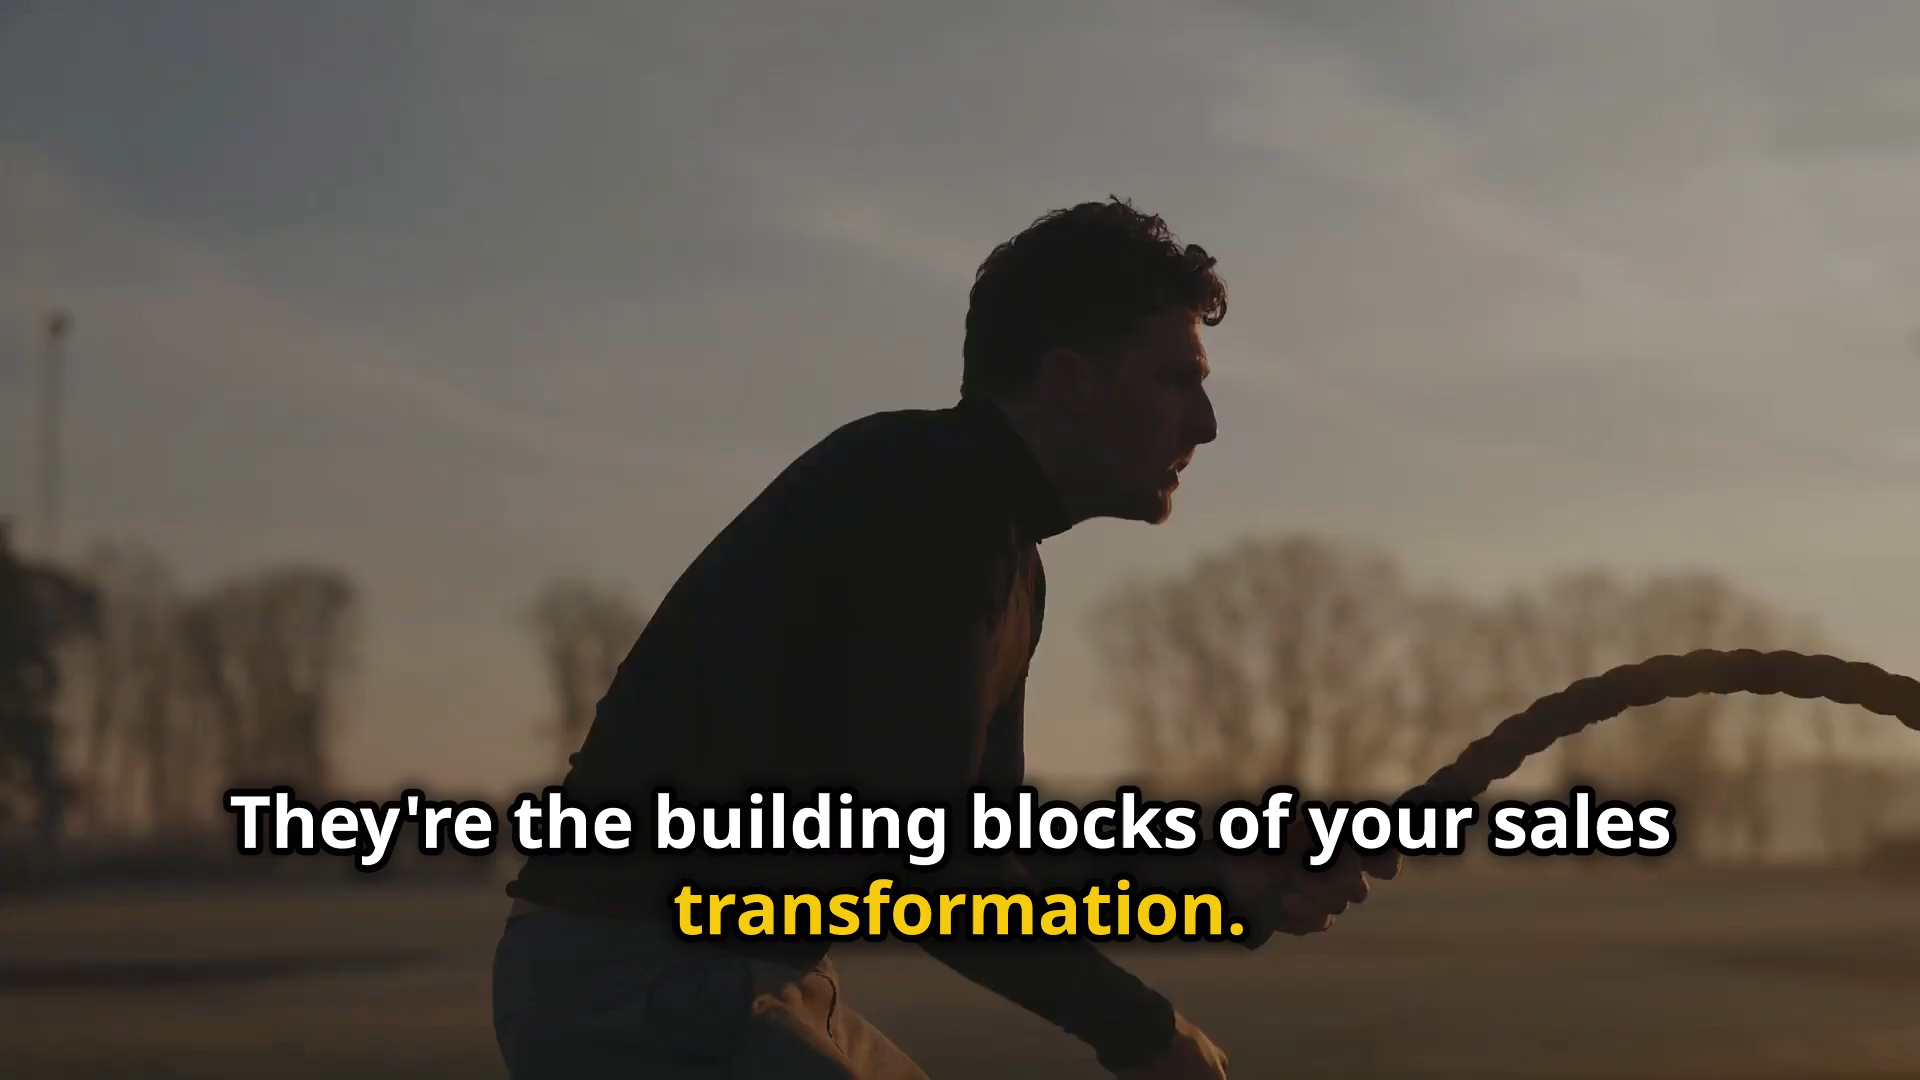 They're the building blocks of your sales
transformation.